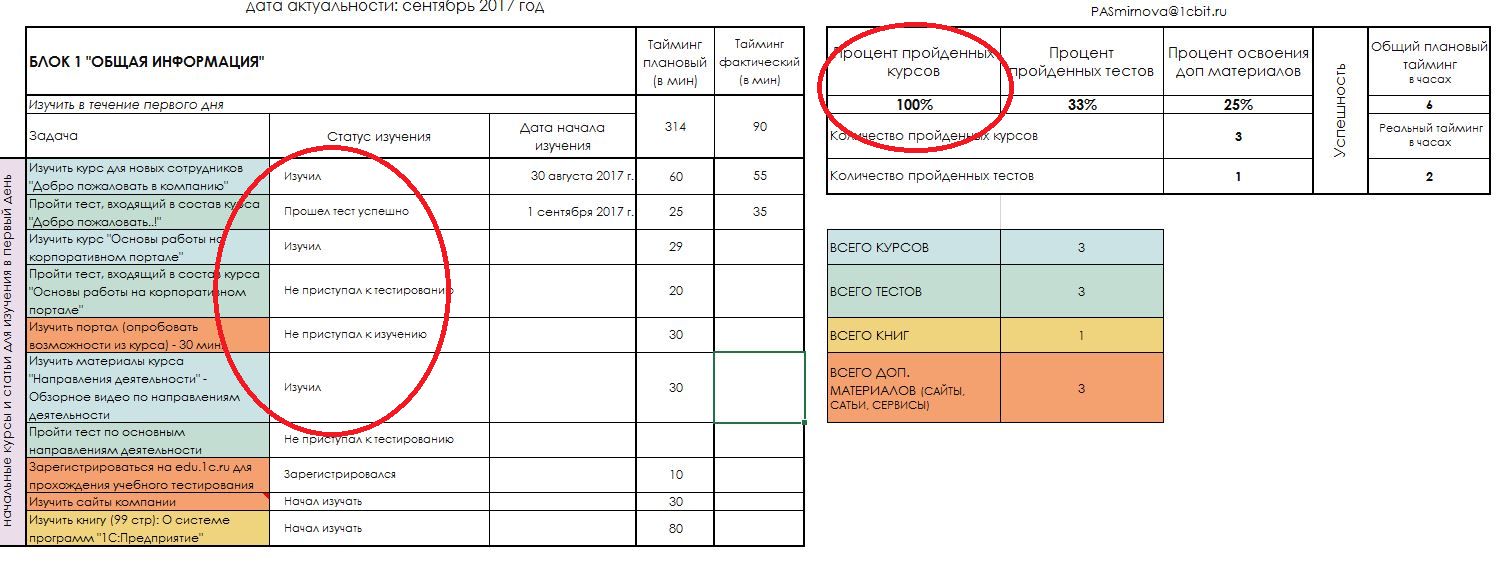 дата актуальности: сентябрь 2017 год
PASmirnova@1cbit.ru
БЛОК 1 "ОБЩАЯ ИНФОРМАЦИЯ"
Тайминг
плановый
(в мин)
Тайминг
фактический
(в мин)
Изучить в течение первого дня
314
90
Задача
Статус изучения
Дата начала
изучения
начальные курсы и статьи для изучения в первый день
Изучить курс для новых сотрудников
"Добро пожаловать в компанию"
Изучил
30 августа 2017 г.
60
55
Пройти тест, входящий в состав курса
"Добро пожаловать..!"
Прошел тест успешно
1 сентября 2017 г.
25
35
Изучить курс "Основы работы на
корпоративном портале"
Изучил
29
Пройти тест, входящий в состав курса
"Основы работы на корпоративном
портале"
Не приступал к тестированию
20
Изучить портал (опробовать
возможности из курса) - 30 мин.
Не приступал к изучению
30
Изучить материалы курса
"Направления деятельности" -
Обзорное видео по направлениям
деятельности
Изучил
30
Пройти тест по основным
направлениям деятельности
Не приступал к тестированию
Зарегистрироваться на edu.1c.ru для
прохождения учебного тестирования
Зарегистрировался
10
Изучить сайты компании
Начал изучать
30
Изучить книгу (99 стр): О системе
программ "1С:Предприятие"
Начал изучать
80
Процент пройденных
курсов
Процент
пройденных тестов
Процент освоения
доп материалов
Успешность
Общий плановый
тайминг
в часах
100%
33%
25%
6
Количество пройденных курсов
3
Реальный тайминг
в часах
Количество пройденных тестов
1
2
ВСЕГО КУРСОВ
3
ВСЕГО ТЕСТОВ
3
ВСЕГО КНИГ
1
ВСЕГО ДОП.
МАТЕРИАЛОВ (САЙТЫ,
САТЬИ, СЕРВИСЫ)
3